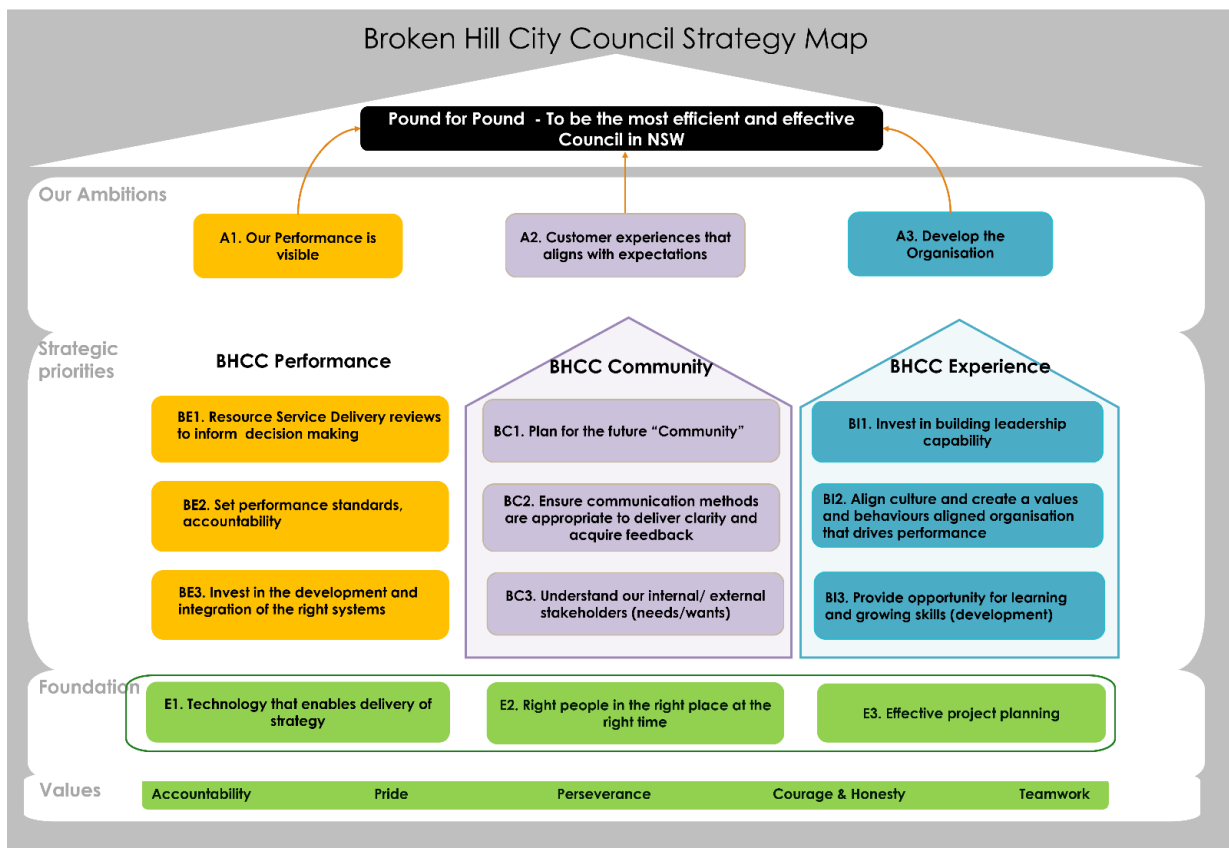 Broken Hill City Council Strategy Map
Pound for Pound  - To be the most efficient and effective
Council in NSW
Our Ambitions
A1. Our Performance is
visible
A2. Customer experiences that
aligns with expectations
A3. Develop the
Organisation
Strategic
priorities
BHCC Performance
BE1. Resource Service Delivery reviews
to inform  decision making
BE2. Set performance standards,
accountability
BE3. Invest in the development and
integration of the right systems
BHCC Community
BC1. Plan for the future “Community”
BC2. Ensure communication methods
are appropriate to deliver clarity and
acquire feedback
BC3. Understand our internal/ external
stakeholders (needs/wants)
BHCC Experience
BI1. Invest in building leadership
capability
BI2. Align culture and create a values
and behaviours aligned organisation
that drives performance
BI3. Provide opportunity for learning
and growing skills (development)
Foundation
E1. Technology that enables delivery of
strategy
E2. Right people in the right place at the
right time
E3. Effective project planning
Values
Accountability
Pride
Perseverance
Courage & Honesty
Teamwork